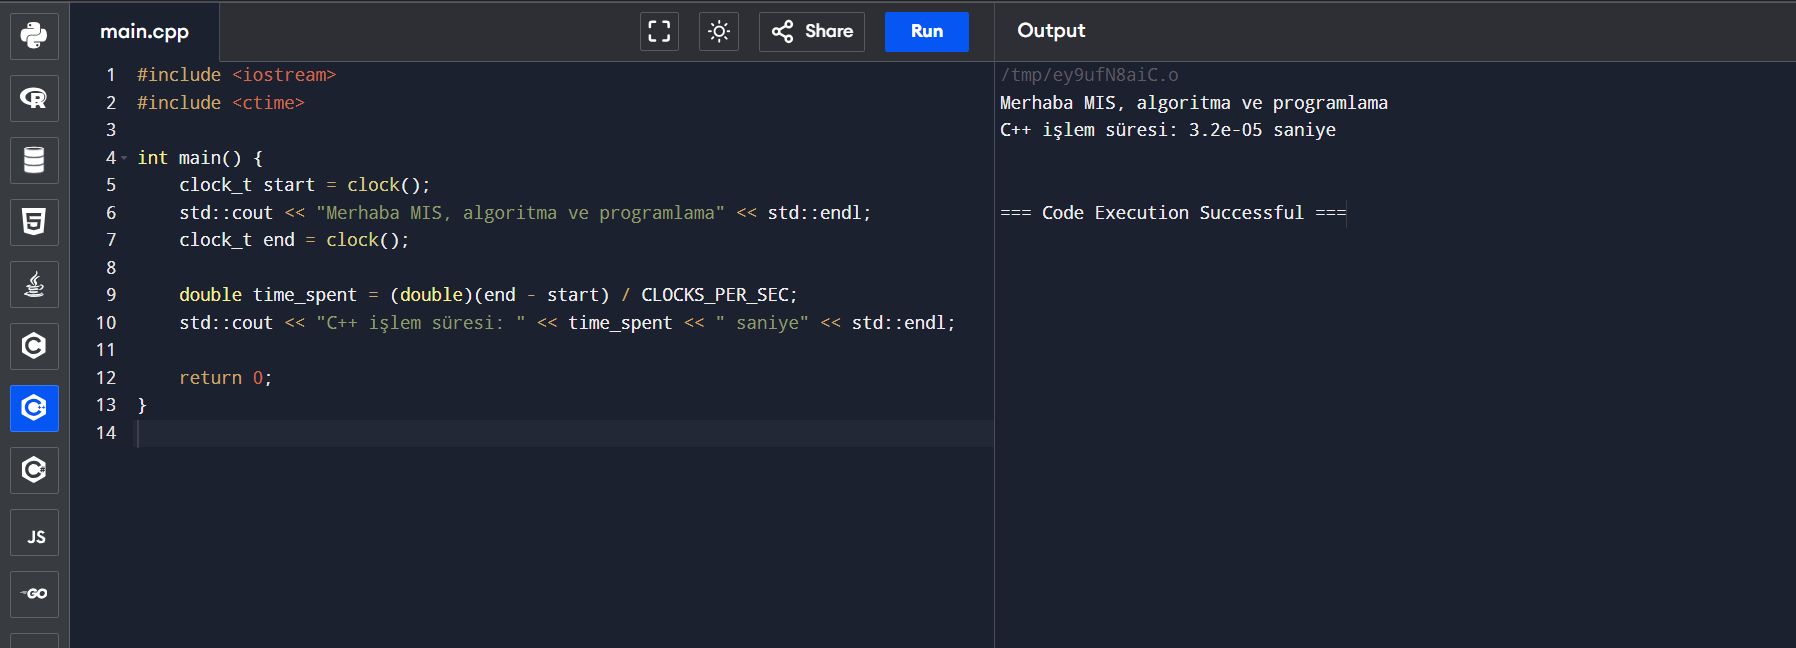 main.cpp
Share
Run
Output
1 #include <iostream>
2 #include <ctime>
3
4 int main() {
5     clock_t start = clock();
6     std::cout << "Merhaba MIS, algoritma ve programlama" << std::endl;
7     clock_t end = clock();
8
9     double time_spent = (double)(end - start) / CLOCKS_PER_SEC;
10     std::cout << "C++ işlem süresi: " << time_spent << " saniye" << std::endl;
11
12     return 0;
13 }
14
/tmp/ey9ufN8aiC.o
Merhaba MIS, algoritma ve programlama
C++ işlem süresi: 3.2e-05 saniye
=== Code Execution Successful ===
R
5
C
C++
C#
JS
GO